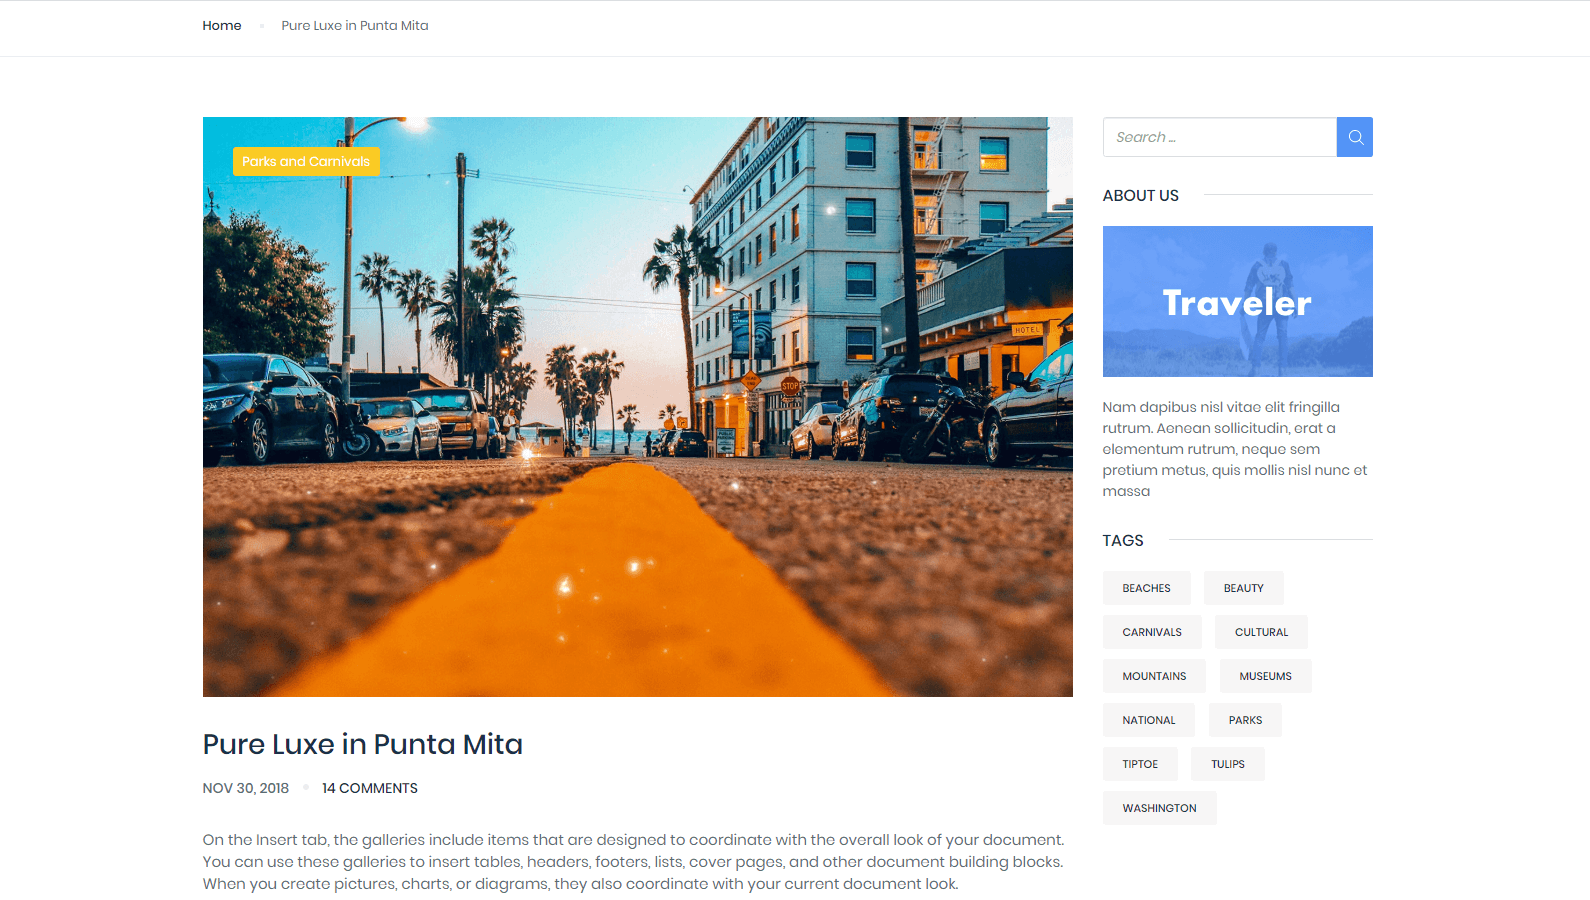 Home
Pure Luxe in Punta Mita
Parks and Carnivals
HOTEL
STOP
Search ...
ABOUT US
Traveler
Nam dapibus nisl vitae elit fringilla
rutrum. Aenean sollicitudin, erat a
elementum rutrum, neque sem
pretium metus, quis mollis nisl nunc et
massa
TAGS
BEACHES
BEAUTY
CARNIVALS
CULTURAL
MOUNTAINS
MUSEUMS
NATIONAL
PARKS
TIPTOE
TULIPS
WASHINGTON
Pure Luxe in Punta Mita
NOV 30, 2018
14 COMMENTS
On the Insert tab, the galleries include items that are designed to coordinate with the overall look of your document.
You can use these galleries to insert tables, headers, footers, lists, cover pages, and other document building blocks.
When you create pictures, charts, or diagrams, they also coordinate with your current document look.